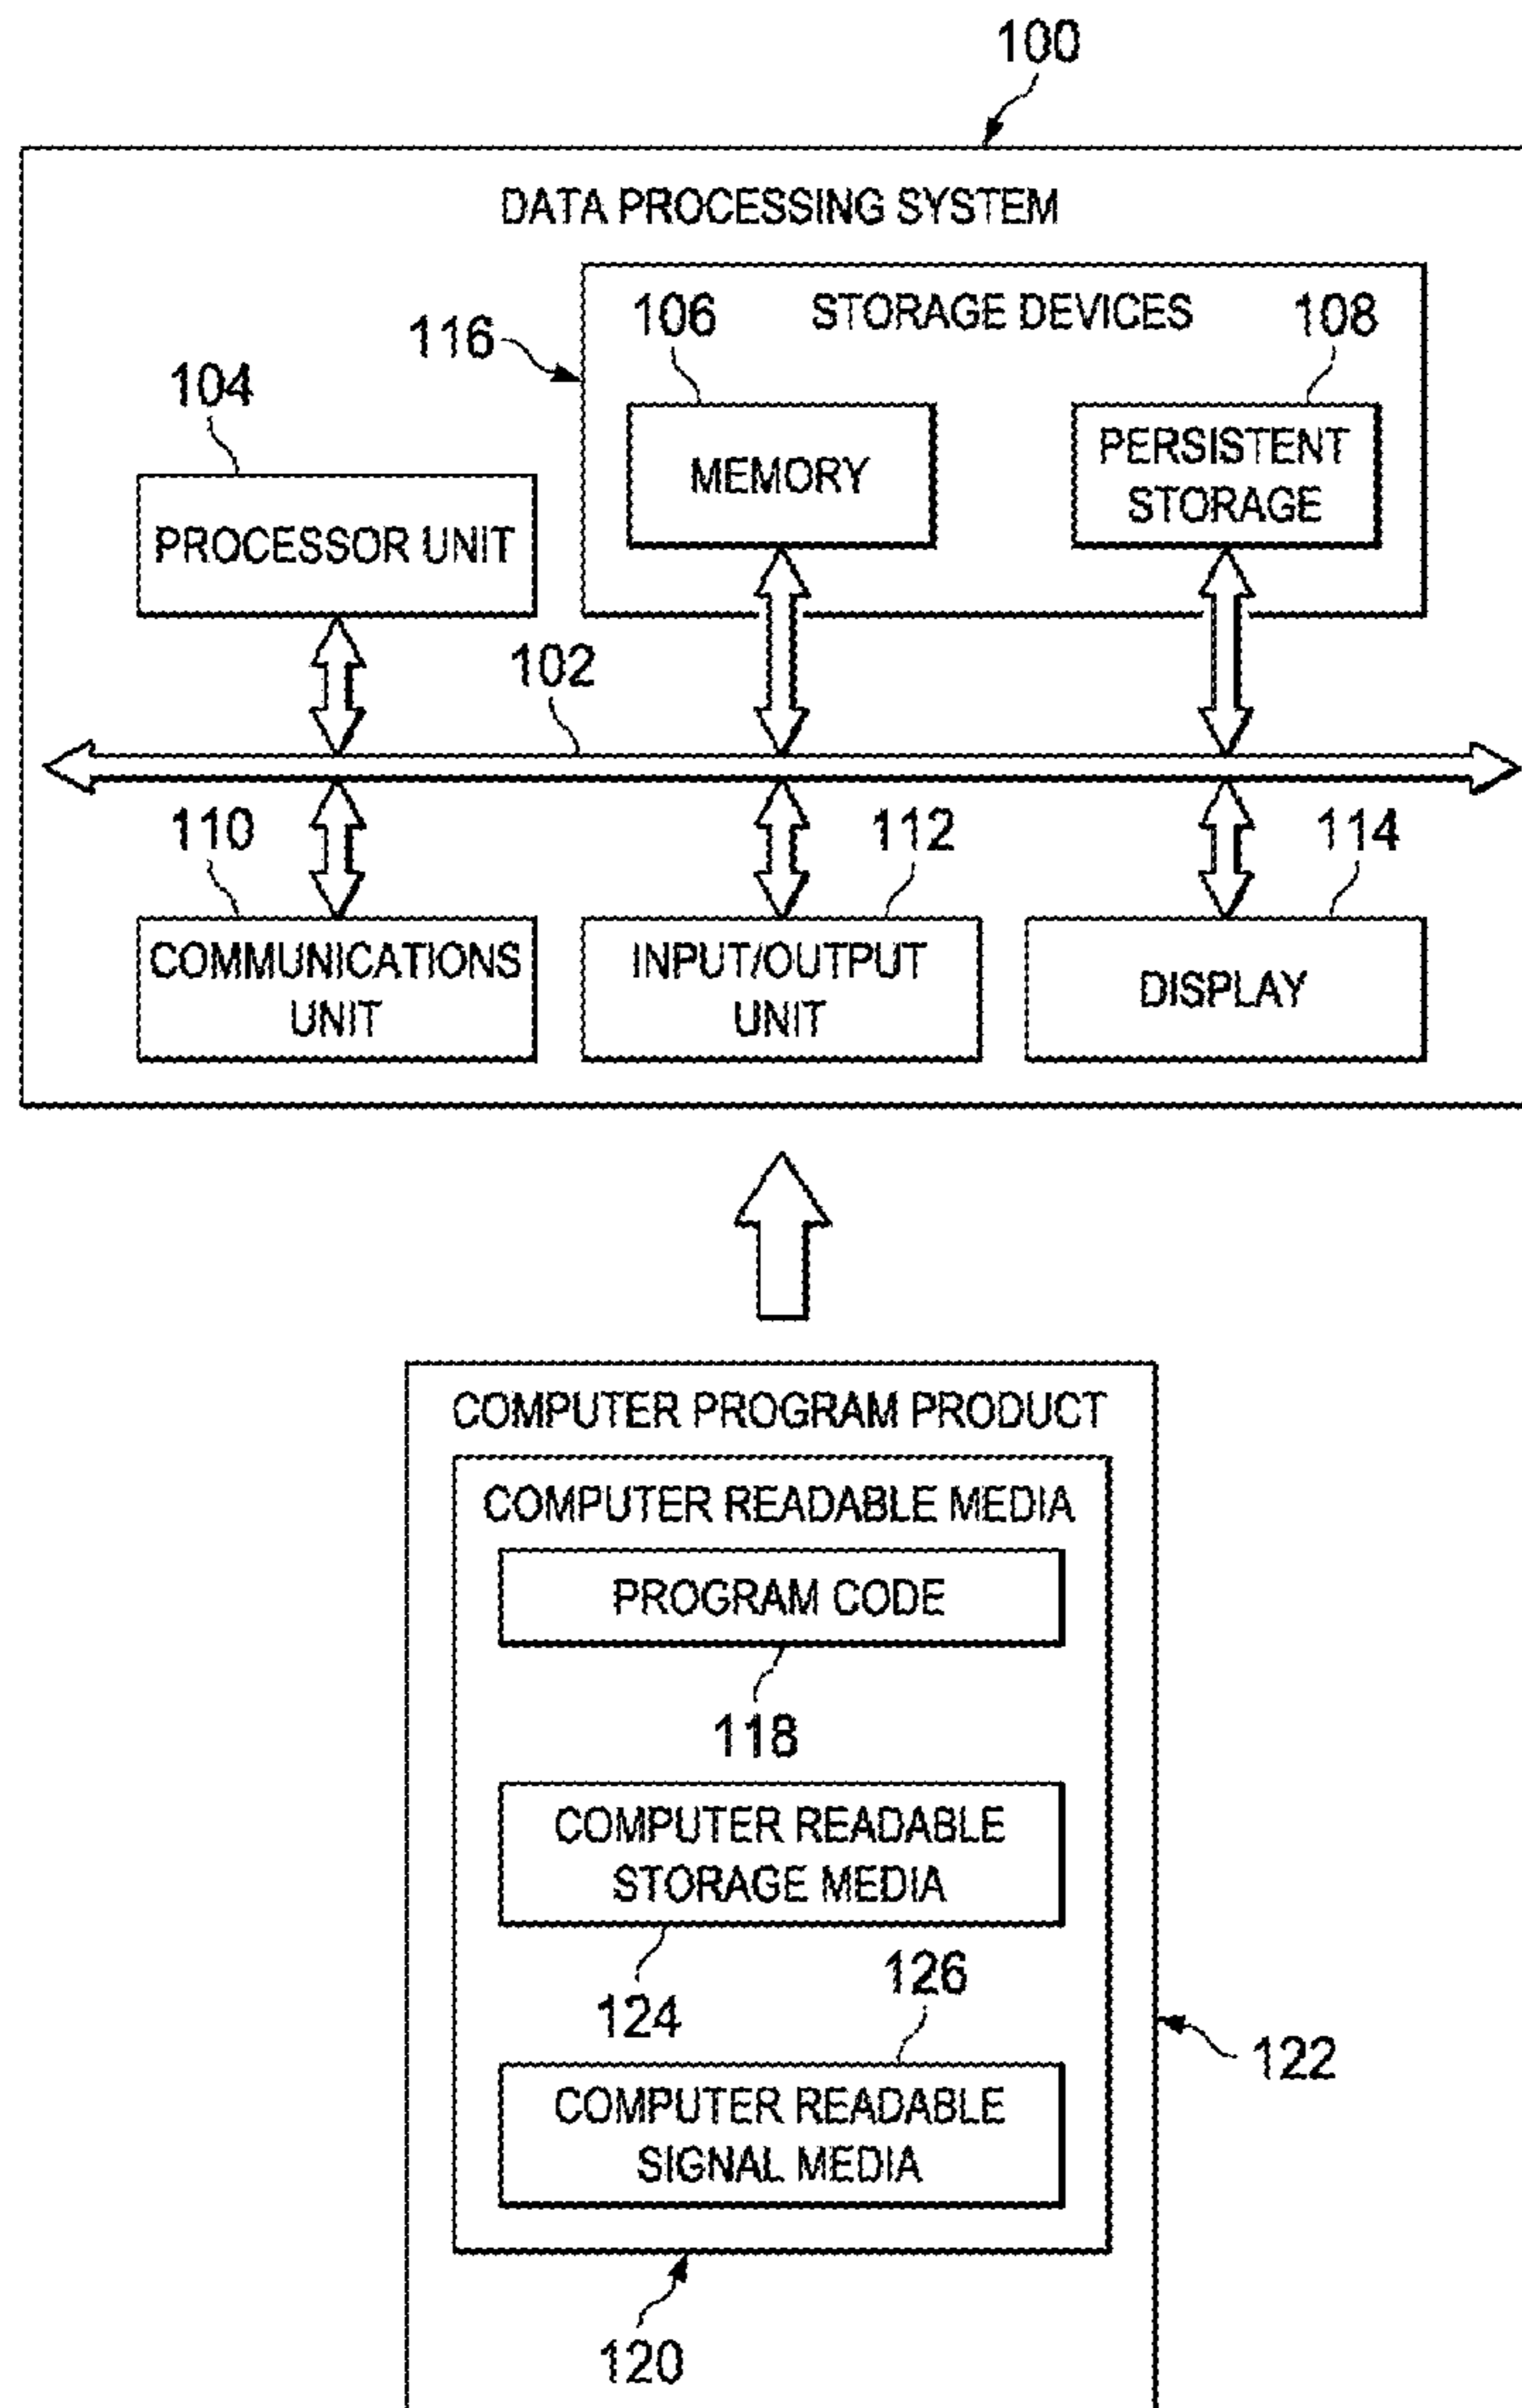 100
DATA PROCESSING SYSTEM
116
106
STORAGE DEVICES
108
104
MEMORY
PERSISTENT
STORAGE
PROCESSOR UNIT
102
110
112
114
COMMUNICATIONS
UNIT
INPUT/OUTPUT
UNIT
DISPLAY
COMPUTER PROGRAM PRODUCT
COMPUTER READABLE MEDIA
PROGRAM CODE
118
COMPUTER READABLE
STORAGE MEDIA
124
126
122
COMPUTER READABLE
SIGNAL MEDIA
120